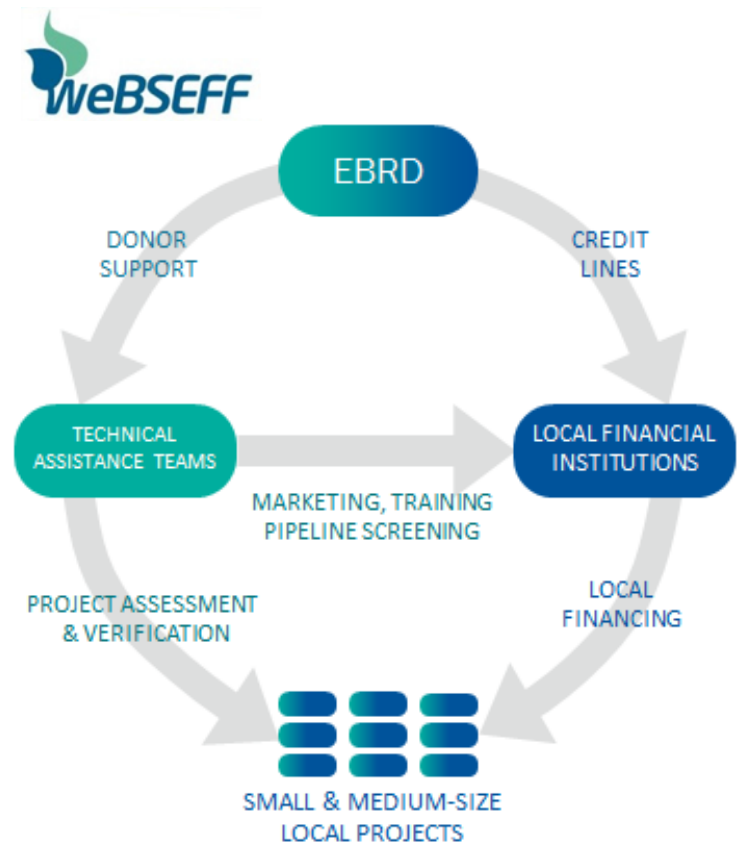 weBSEFF
EBRD
DONOR
SUPPORT
CREDIT
LINES
TECHNICAL
ASSISTANCE TEAMS
LOCAL FINANCIAL
INSTITUTIONS
MARKETING, TRAINING
PIPELINE SCREENING
PROJECT ASSESSMENT
& VERIFICATION
LOCAL
FINANCING
SMALL & MEDIUM-SIZE
LOCAL PROJECTS